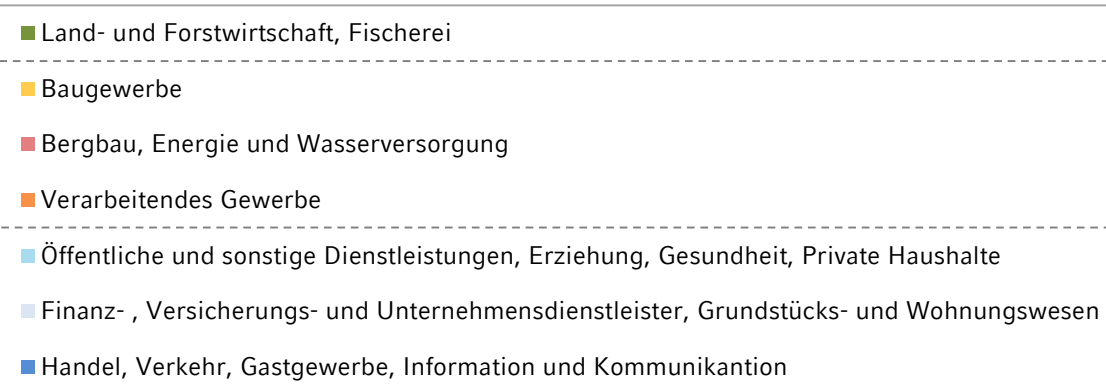 Land- und Forstwirtschaft, Fischerei
Baugewerbe
Bergbau, Energie und Wasserversorgung
Verarbeitendes Gewerbe
Öffentliche und sonstige Dienstleistungen, Erziehung, Gesundheit, Private Haushalte
Finanz- , Versicherungs- und Unternehmensdienstleister, Grundstücks- und Wohnungswesen
Handel, Verkehr, Gastgewerbe, Information und Kommunikantion